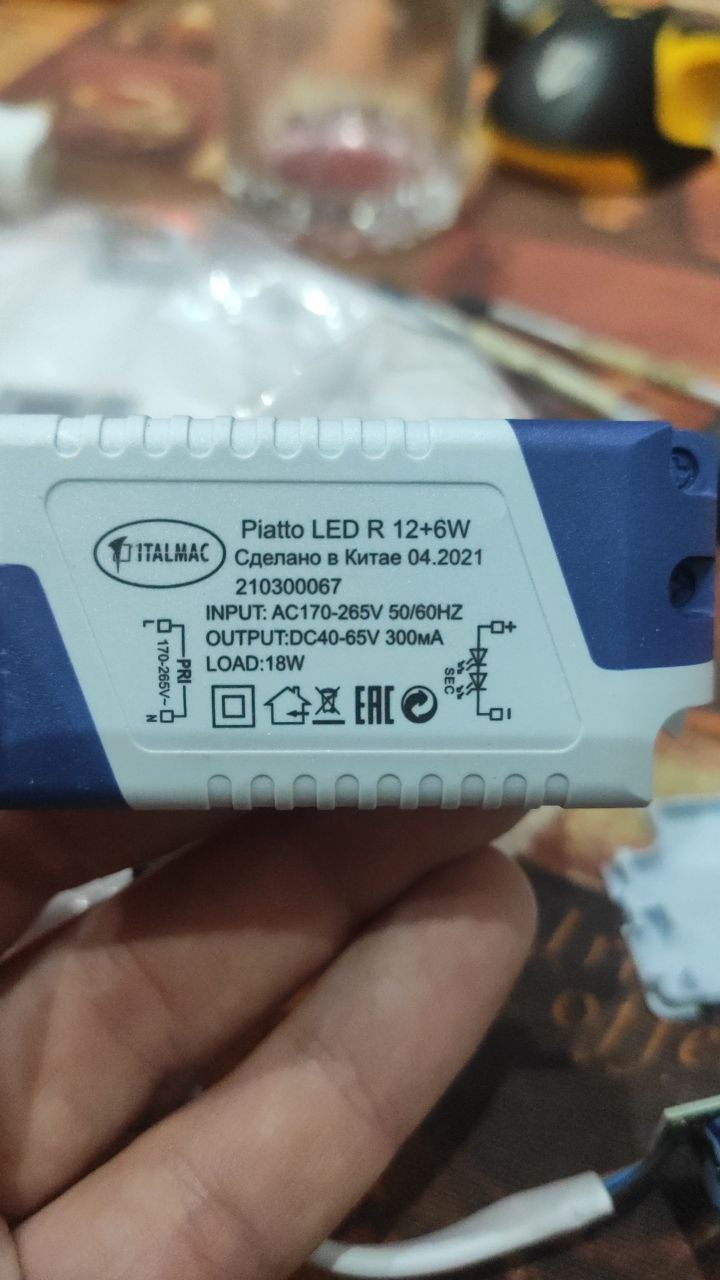 ITALMAC
Piatto LED R 12+6W
Сделано в Китае 04.2021
210300067
INPUT: AC170-265V 50/60HZ
OUTPUT:DC40-65V 300мА
LOAD:18W
L
170-265V~
N
PRI
SEC
+
-
EAC